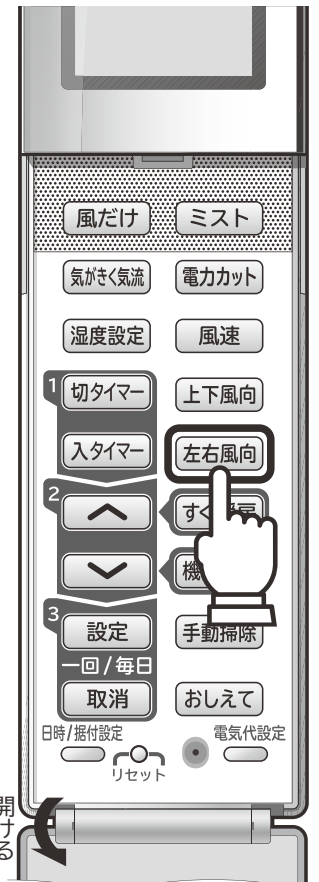 風だけ
ミスト
気がきく気流
電力カット
湿度設定
風速
1
切タイマー
上下風向
入タイマー
左右風向
2
すぐ
機
3
設定
手動掃除
一回/毎日
取消
おしえて
日時/据付設定
電気代設定
リセット
開ける